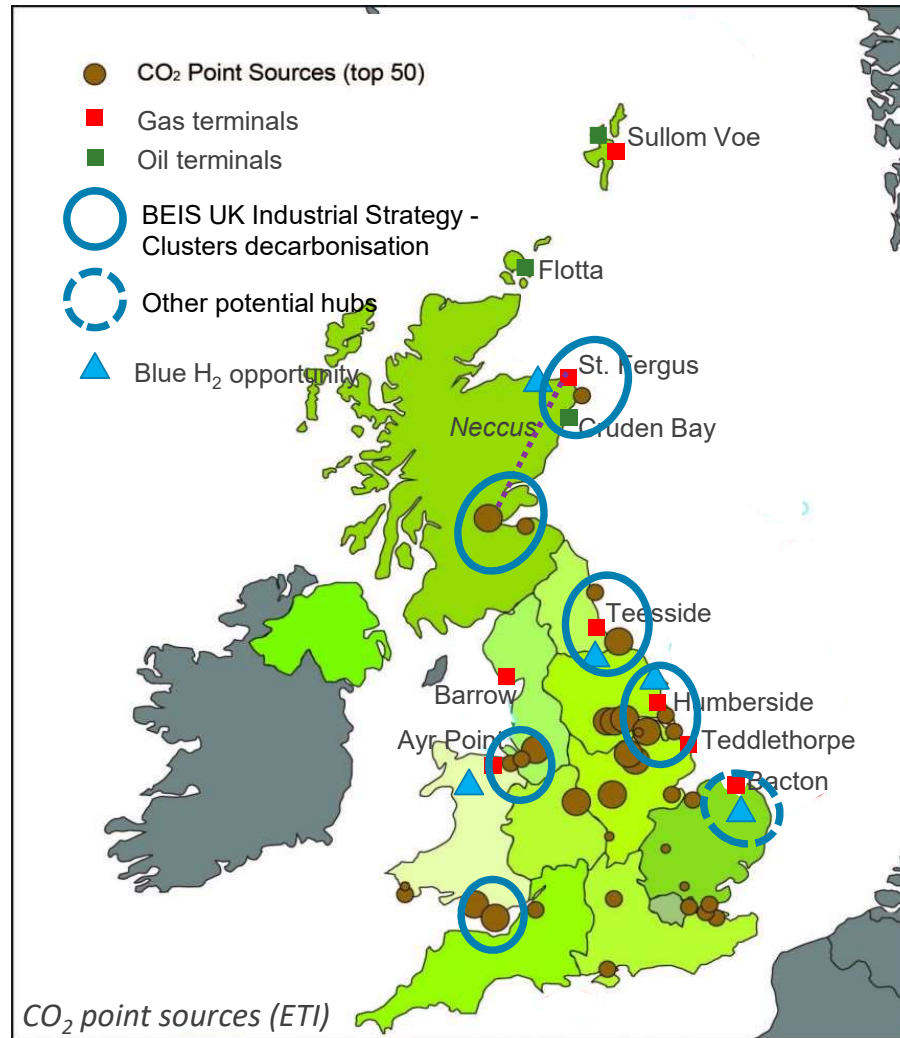 CO₂ Point Sources (top 50)
Gas terminals
Oil terminals
BEIS UK Industrial Strategy -
Clusters decarbonisation
Other potential hubs
Blue H₂ opportunity
Sullom Voe
Flotta
St. Fergus
Neccus
Cruden Bay
Teesside
Barrow
Humberside
Ayr Point
Teddlethorpe
Bacton
CO₂ point sources (ETI)